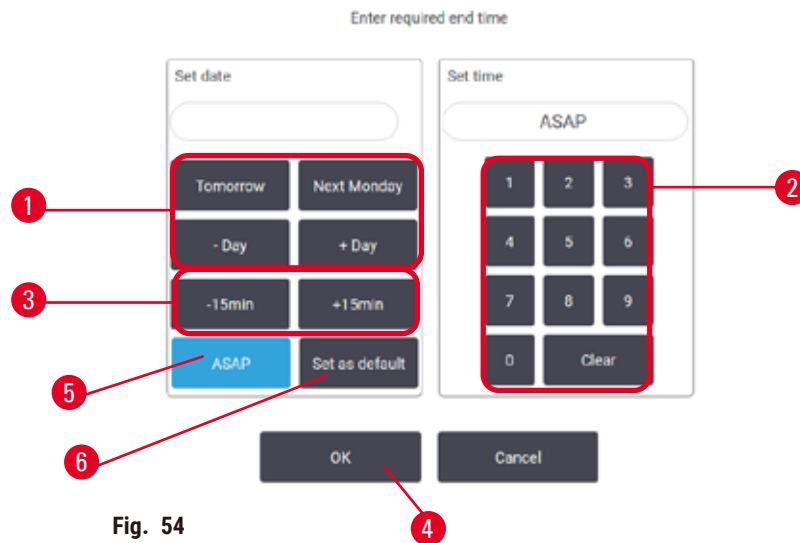 Enter required end time
Set date
Set time
ASAP
Tomorrow
Next Monday
1
2
3
1
2
- Day
+ Day
4
5
6
3
-15min
+15min
7
8
9
ASAP
Set as default
0
Clear
5
6
OK
Cancel
Fig. 54
4